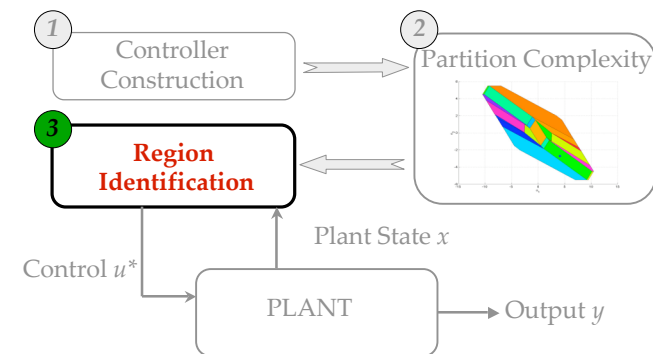 1
Controller
Construction
2
Partition Complexity
3
Region
Identification
Plant State x
Control u*
PLANT
Output y